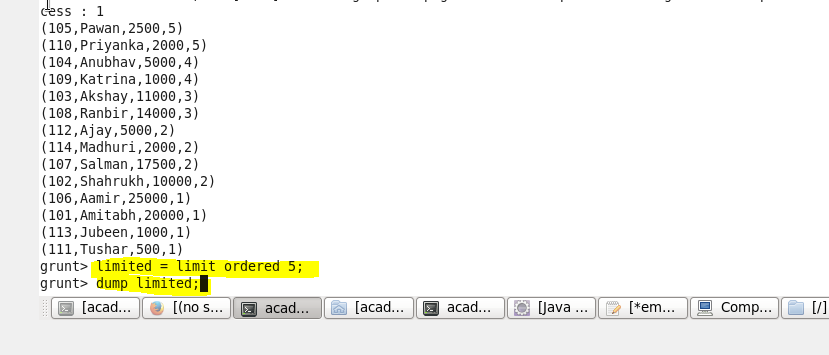 cess : 1
(105,Pawan,2500,5)
(110,Priyanka,2000,5)
(104,Anubhav,5000,4)
(109,Katrina,1000,4)
(103,Akshay,11000,3)
(108,Ranbir,14000,3)
(112,Ajay,5000,2)
(114,Madhuri,2000,2)
(107,Salman,17500,2)
(102,Shahrukh,10000,2)
(106,Aamir,25000,1)
(101,Amitabh,20000,1)
(113,Jubeen,1000,1)
(111,Tushar,500,1)
grunt> limited = limit ordered 5;
grunt> dump limited;
[acad... [(no s... acad... [acad... acad... [Java ... [*em... Comp... [/]